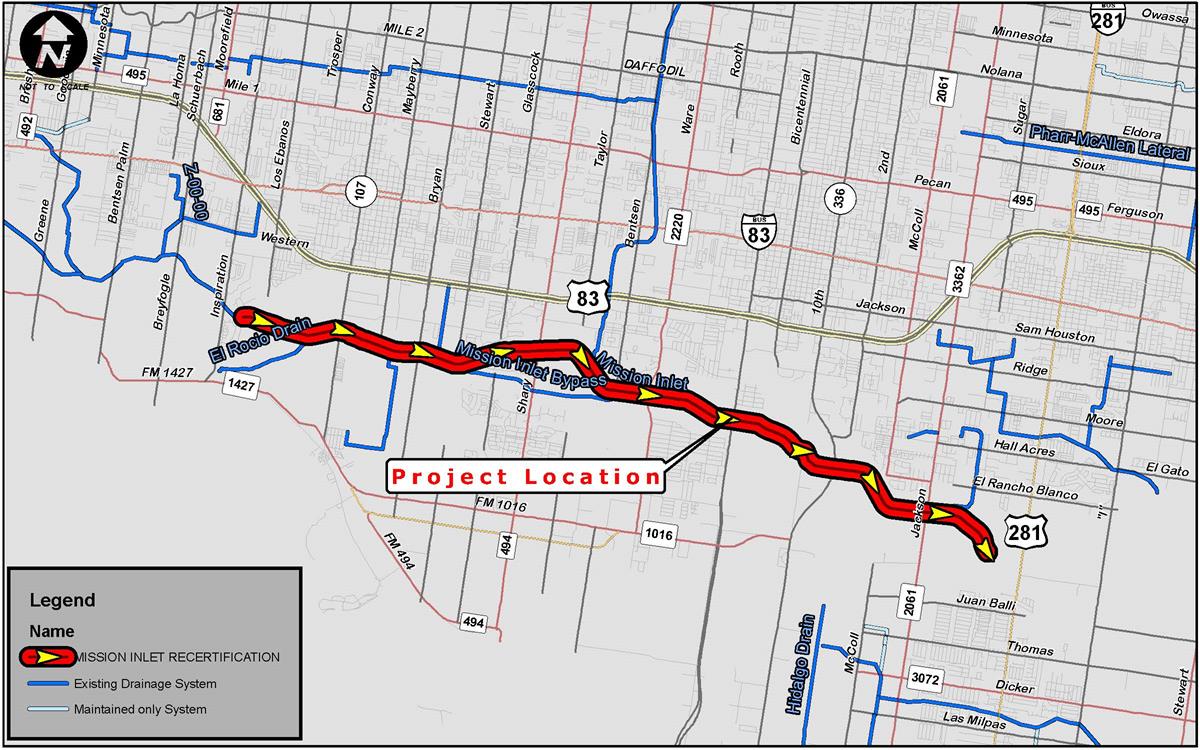 N
NOT TO SCALE
Minnesota
Moorefield
La Homa
Schuerbach
495
Mile 1
681
492
Trosper
Conway
Mayberry
MILE 2
Stewart
Glasscock
DAFFODIL
Rooth
BUS
281
Owassa
Minnesota
Nolana
2061
Ware
Bicentennial
Sugar
Eldora
Pharr-McAllen Lateral
Sioux
2nd
Pecan
495
495
Ferguson
Z-00-00
Los Ebanos
Bentsen Palm
Greene
107
Bryan
Taylor
Bentsen
2220
BUS
83
336
McColl
3362
Western
Breyfogle
Inspiration
83
10th
Jackson
Sam Houston
Ridge
Moore
El Rocio Drain
Mission Inlet Bypass
Mission Inlet
Shary
FM 1427
1427
Hall Acres
El Gato
El Rancho Blanco
"I"
Project Location
FM 1016
1016
Jackson
281
FM 494
494
494
2061
Juan Balli
Thomas
Hidalgo Drain
McColl
3072
Dicker
Las Milpas
Stewart
Legend
Name
MISSION INLET RECERTIFICATION
Existing Drainage System
Maintained only System